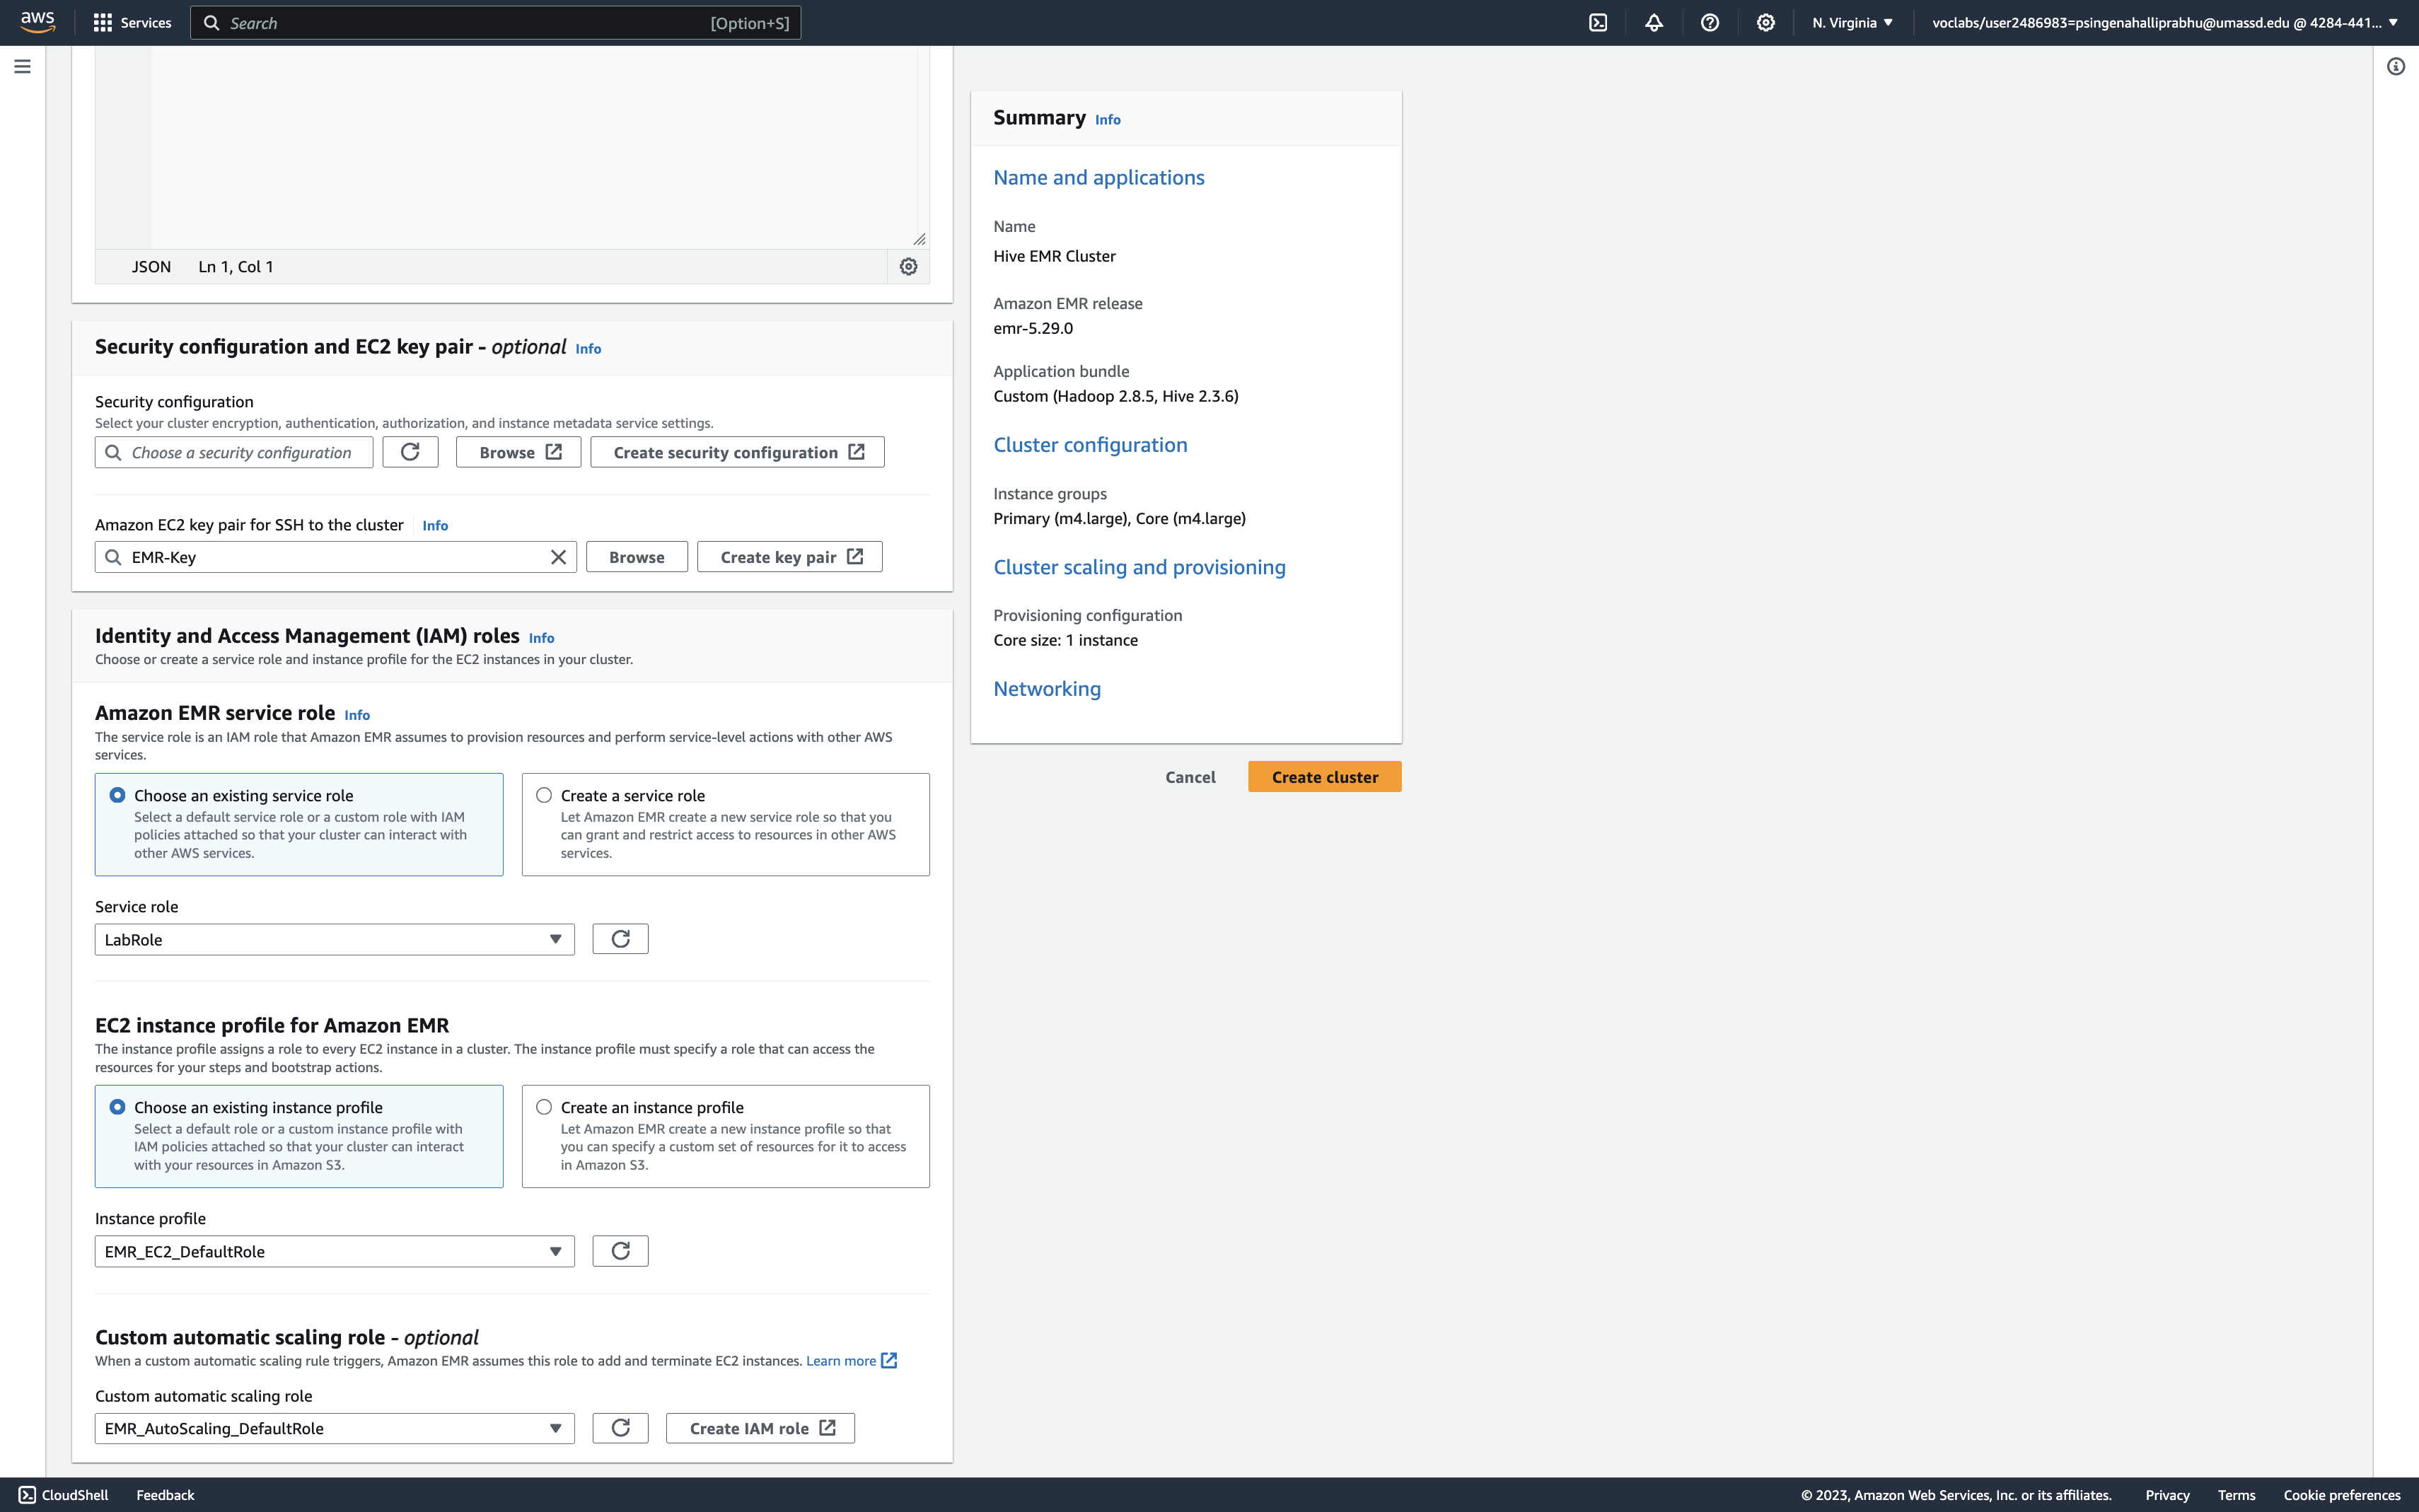 aws
Services
Search
[Option+S]
N. Virginia
voclabs/user2486983=psingenahalliprabhu@umassd.edu @ 4284-441...
JSON Ln 1, Col 1
Security configuration and EC2 key pair - optional Info
Security configuration
Select your cluster encryption, authentication, authorization, and instance metadata service settings.
Choose a security configuration
Browse
Create security configuration
Amazon EC2 key pair for SSH to the cluster Info
EMR-Key
Browse
Create key pair
Identity and Access Management (IAM) roles Info
Choose or create a service role and instance profile for the EC2 instances in your cluster.
Amazon EMR service role Info
The service role is an IAM role that Amazon EMR assumes to provision resources and perform service-level actions with other AWS
services.
Choose an existing service role
Select a default service role or a custom role with IAM
policies attached so that your cluster can interact with
other AWS services.
Create a service role
Let Amazon EMR create a new service role so that you
can grant and restrict access to resources in other AWS
services.
Service role
LabRole
EC2 instance profile for Amazon EMR
The instance profile assigns a role to every EC2 instance in a cluster. The instance profile must specify a role that can access the
resources for your steps and bootstrap actions.
Choose an existing instance profile
Select a default role or a custom instance profile with
IAM policies attached so that your cluster can interact
with your resources in Amazon S3.
Create an instance profile
Let Amazon EMR create a new instance profile so that
you can specify a custom set of resources for it to access
in Amazon S3.
Instance profile
EMR_EC2_DefaultRole
Custom automatic scaling role - optional
When a custom automatic scaling rule triggers, Amazon EMR assumes this role to add and terminate EC2 instances. Learn more
Custom automatic scaling role
EMR_AutoScaling_DefaultRole
Create IAM role
Summary Info
Name and applications
Name
Hive EMR Cluster
Amazon EMR release
emr-5.29.0
Application bundle
Custom (Hadoop 2.8.5, Hive 2.3.6)
Cluster configuration
Instance groups
Primary (m4.large), Core (m4.large)
Cluster scaling and provisioning
Provisioning configuration
Core size: 1 instance
Networking
Cancel
Create cluster
CloudShell
Feedback
© 2023, Amazon Web Services, Inc. or its affiliates.
Privacy
Terms
Cookie preferences